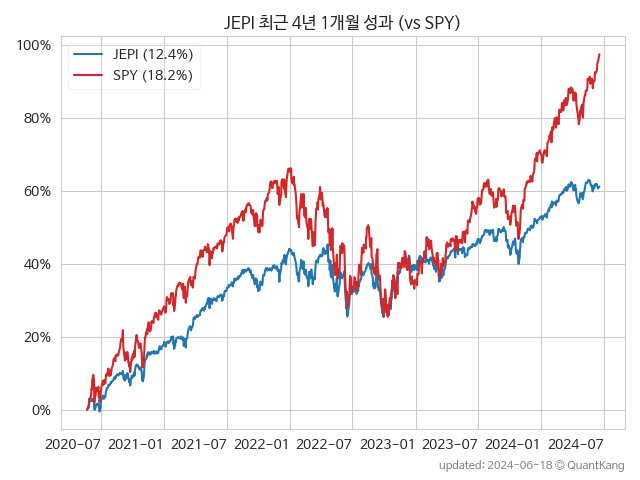 JEPI 최근 4년 1개월 성과 (vs SPY)
100%
JEPI (12.4%)
SPY (18.2%)
80%
60%
40%
20%
0%
2020-07 2021-01 2021-07 2022-01 2022-07 2023-01 2023-07 2024-01 2024-07
updated: 2024-06-18 © QuantKang